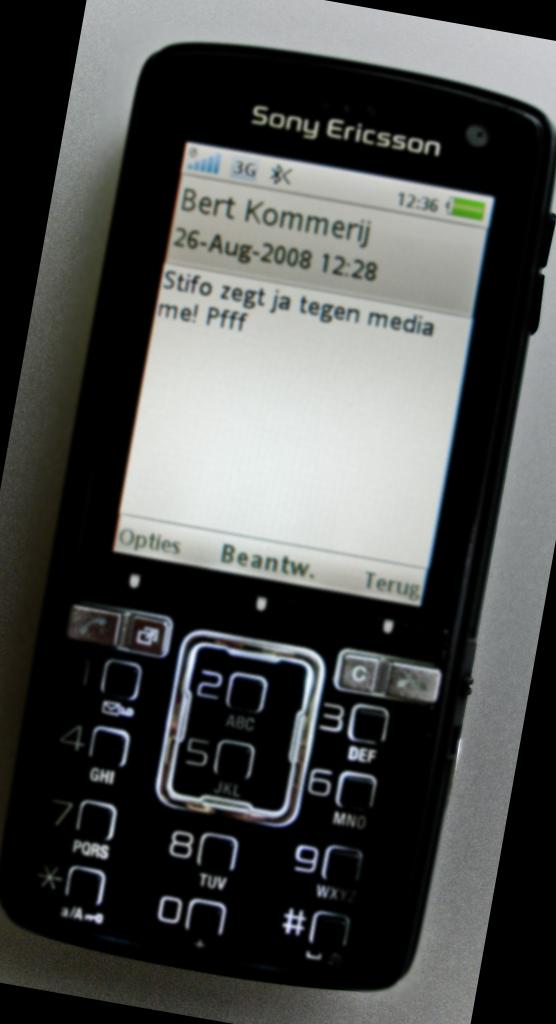 Sony Ericsson
3G 12:36
Bert Kommerij
26-Aug-2008 12:28
Stifo zegt ja tegen media
me! Pfff
Opties Beantw. Terug
C
1 2 ABC 3 DEF
4 GHI 5 JKL 6 MNO
7 PQRS 8 TUV 9 WXYZ
* a/A 0 + #